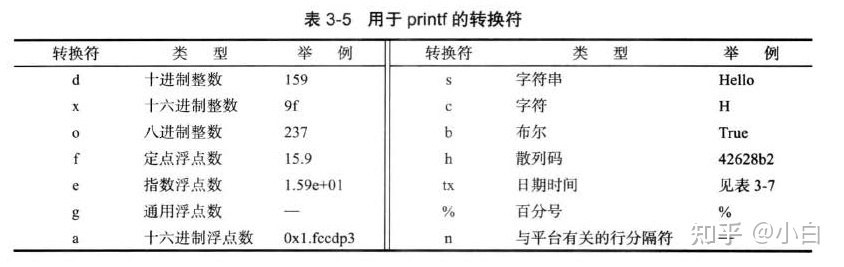 表 3-5 用于 printf 的转换符
转换符 类 型 举 例 转换符 类 型 举 例
d 十进制整数 159 s 字符串 Hello
x 十六进制整数 9f c 字符 H
o 八进制整数 237 b 布尔 True
f 定点浮点数 15.9 h 散列码 42628b2
e 指数浮点数 1.59e+01 tx 日期时间 见表 3-7
g 通用浮点数 — % 百分号 %
a 十六进制浮点数 0x1.fccdp3 n 与平台有关的行分隔符 —
知乎 @小白